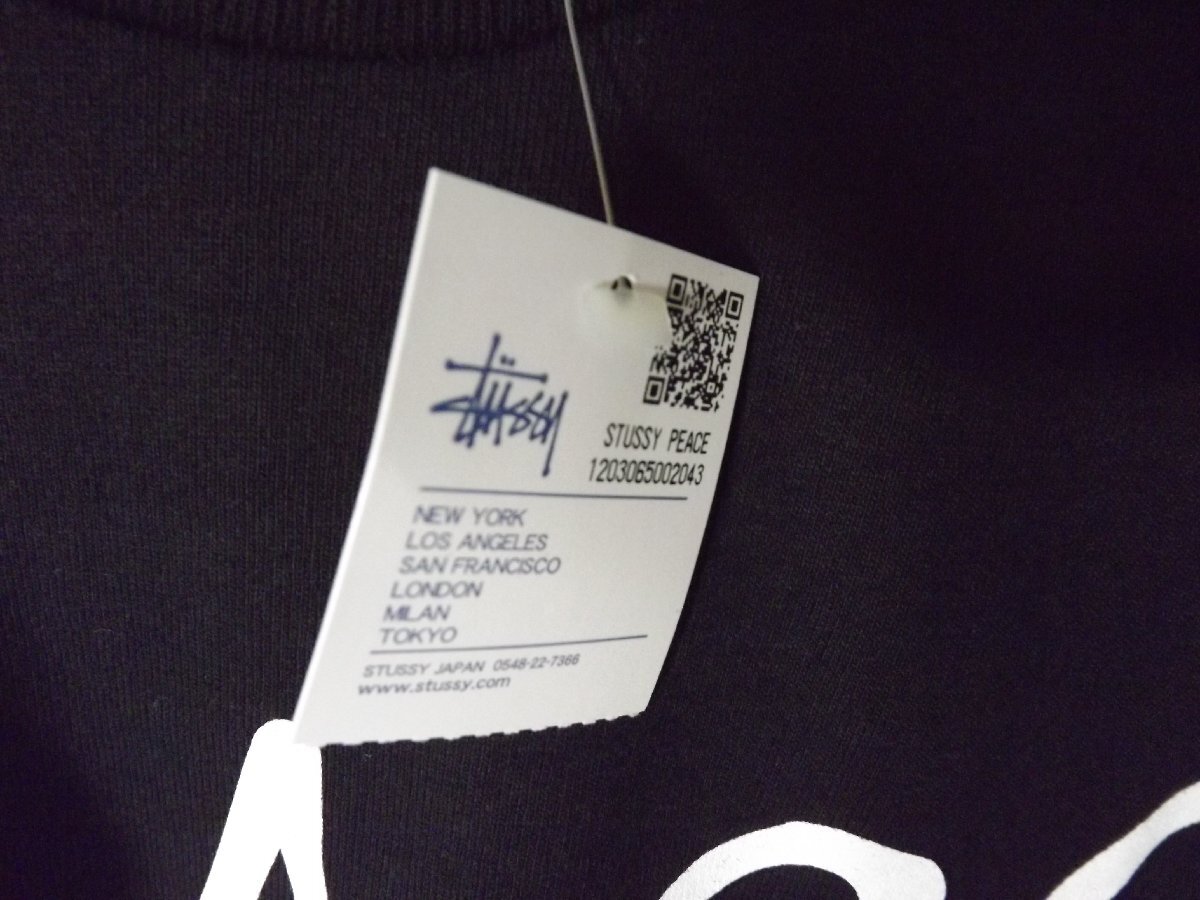 STÜSSY
STUSSY PEACE
1203065002043
NEW YORK
LOS ANGELES
SAN FRANCISCO
LONDON
MILAN
TOKYO
STUSSY JAPAN 0548-22-7366
www.stussy.com